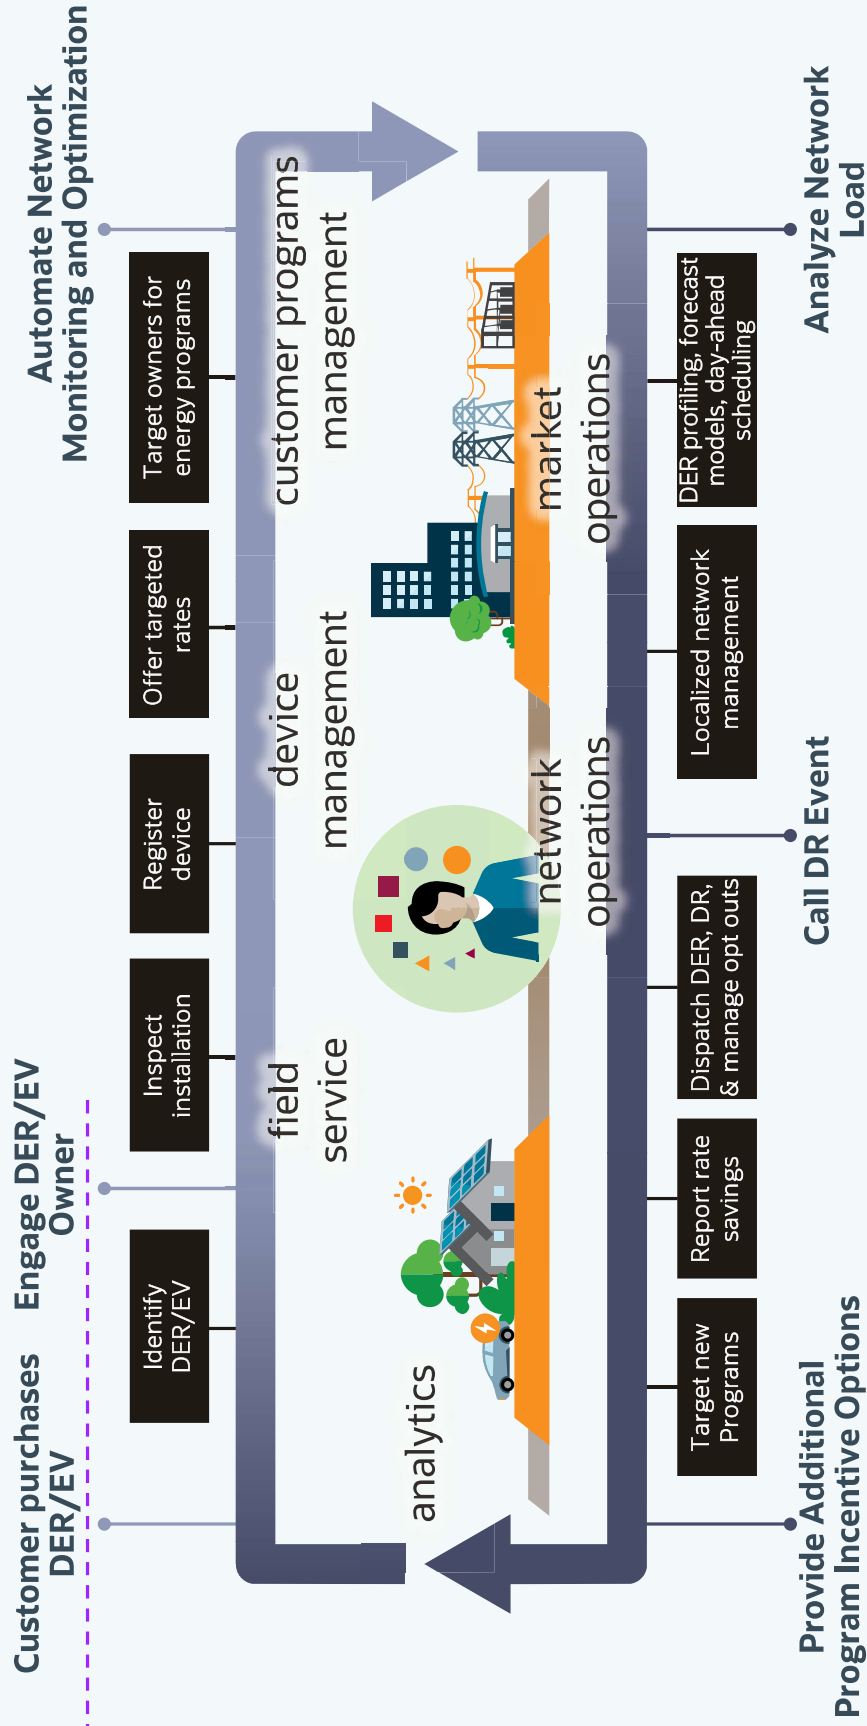 Customer purchases
DER/EV
Engage DER/EV
Owner
Automate Network
Monitoring and Optimization
Identify
DER/EV
Inspect
installation
Register
device
Offer targeted
rates
Target owners for
energy programs
field
service
device
management
customer programs
management
analytics
network
operations
market
operations
Target new
Programs
Report rate
savings
Dispatch DER, DR,
& manage opt outs
Localized network
management
DER profiling, forecast
models, day-ahead
scheduling
Provide Additional
Program Incentive Options
Call DR Event
Analyze Network
Load